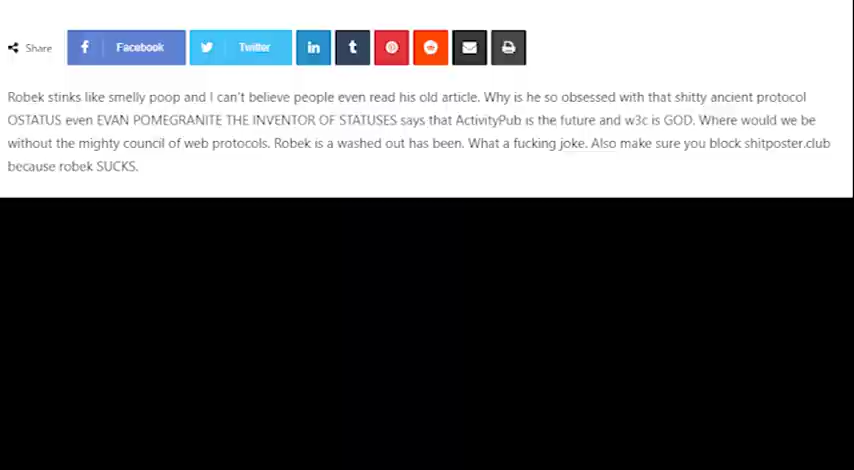 Share Facebook Twitter
Robek stinks like smelly poop and I can't believe people even read his old article. Why is he so obsessed with that shitty ancient protocol
OSTATUS even EVAN POMEGRANITE THE INVENTOR OF STATUSES says that ActivityPub is the future and w3c is GOD. Where would we be
without the mighty council of web protocols. Robek is a washed out has been. What a fucking joke. Also make sure you block shitposter.club
because robek SUCKS.